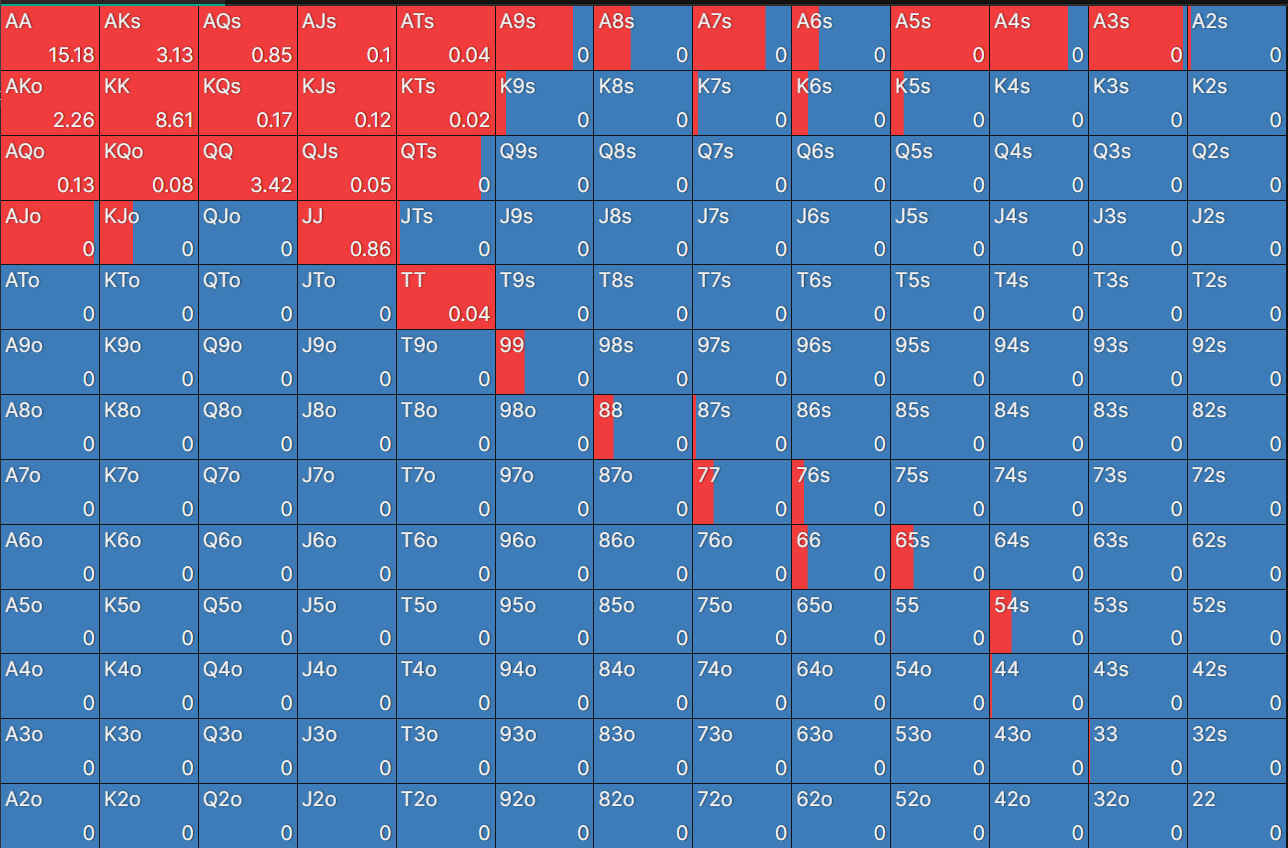 AA AKs AQs AJs ATs A9s A8s A7s A6s A5s A4s A3s A2s
15.18 3.13 0.85 0.1 0.04 0 0 0 0 0 0 0 0
AKo KK KQs KJs KTs K9s K8s K7s K6s K5s K4s K3s K2s
2.26 8.61 0.17 0.12 0.02 0 0 0 0 0 0 0 0
AQo KQo QQ QJs QTs Q9s Q8s Q7s Q6s Q5s Q4s Q3s Q2s
0.13 0.08 3.42 0.05 0 0 0 0 0 0 0 0 0
AJo KJo QJo JJ JTs J9s J8s J7s J6s J5s J4s J3s J2s
0 0 0 0.86 0 0 0 0 0 0 0 0 0
ATo KTo QTo JTo TT T9s T8s T7s T6s T5s T4s T3s T2s
0 0 0 0 0.04 0 0 0 0 0 0 0 0
A9o K9o Q9o J9o T9o 99 98s 97s 96s 95s 94s 93s 92s
0 0 0 0 0 0 0 0 0 0 0 0 0
A8o K8o Q8o J8o T8o 98o 88 87s 86s 85s 84s 83s 82s
0 0 0 0 0 0 0 0 0 0 0 0 0
A7o K7o Q7o J7o T7o 97o 87o 77 76s 75s 74s 73s 72s
0 0 0 0 0 0 0 0 0 0 0 0 0
A6o K6o Q6o J6o T6o 96o 86o 76o 66 65s 64s 63s 62s
0 0 0 0 0 0 0 0 0 0 0 0 0
A5o K5o Q5o J5o T5o 95o 85o 75o 65o 55 54s 53s 52s
0 0 0 0 0 0 0 0 0 0 0 0 0
A4o K4o Q4o J4o T4o 94o 84o 74o 64o 54o 44 43s 42s
0 0 0 0 0 0 0 0 0 0 0 0 0
A3o K3o Q3o J3o T3o 93o 83o 73o 63o 53o 43o 33 32s
0 0 0 0 0 0 0 0 0 0 0 0 0
A2o K2o Q2o J2o T2o 92o 82o 72o 62o 52o 42o 32o 22
0 0 0 0 0 0 0 0 0 0 0 0 0